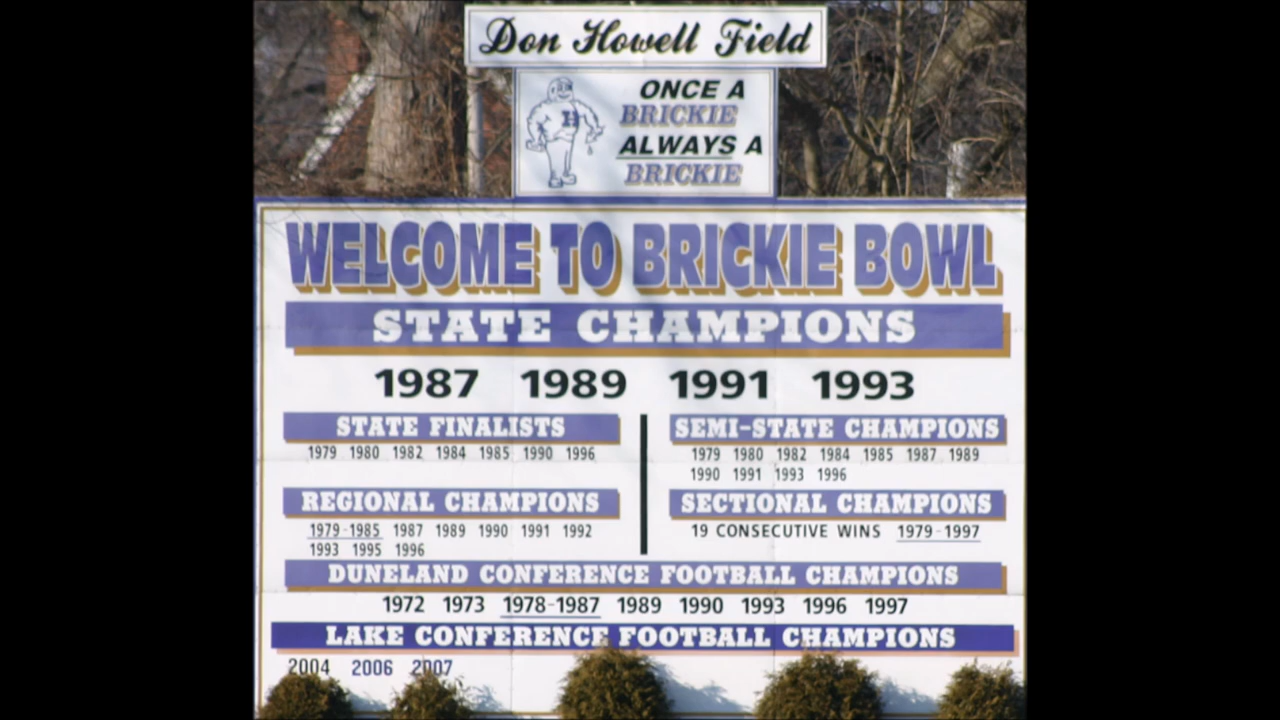 Don Howell Field
H
ONCE A
BRICKIE
ALWAYS A
BRICKIE
WELCOME TO BRICKIE BOWL
STATE CHAMPIONS
1987 1989 1991 1993
STATE FINALISTS
1979 1980 1982 1984 1985 1990 1996
SEMI-STATE CHAMPIONS
1979 1980 1982 1984 1985 1987 1989
1990 1991 1993 1996
REGIONAL CHAMPIONS
1979-1985 1987 1989 1990 1991 1992
1993 1995 1996
SECTIONAL CHAMPIONS
19 CONSECUTIVE WINS 1979-1997
DUNELAND CONFERENCE FOOTBALL CHAMPIONS
1972 1973 1978-1987 1989 1990 1993 1996 1997
LAKE CONFERENCE FOOTBALL CHAMPIONS
2004 2006 2007